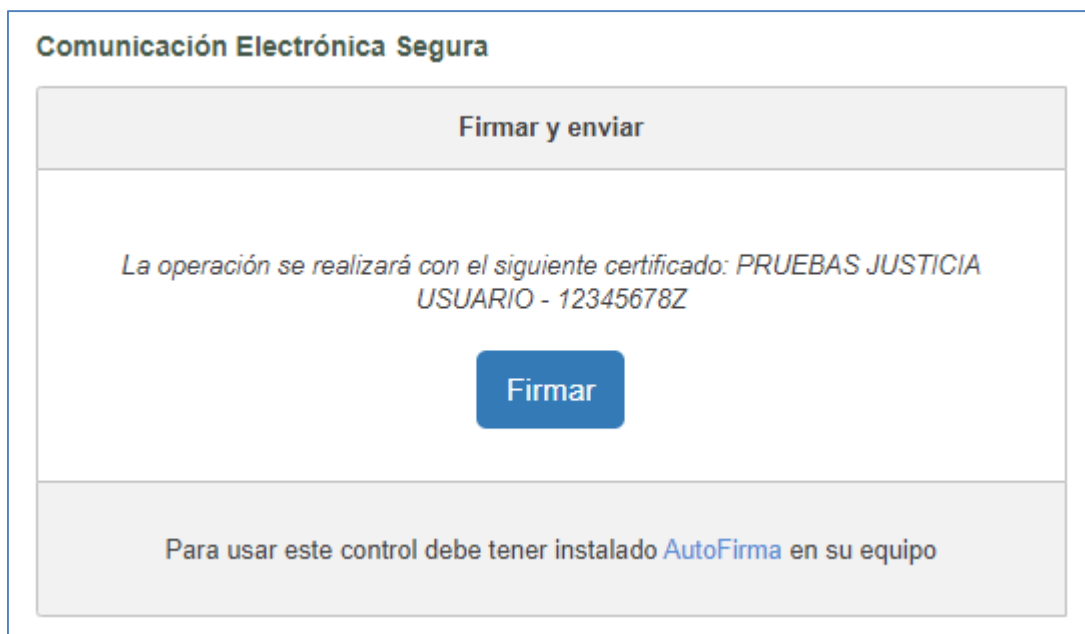 Comunicación Electrónica Segura
Firmar y enviar
La operación se realizará con el siguiente certificado: PRUEBAS JUSTICIA
USUARIO - 12345678Z
Firmar
Para usar este control debe tener instalado AutoFirma en su equipo